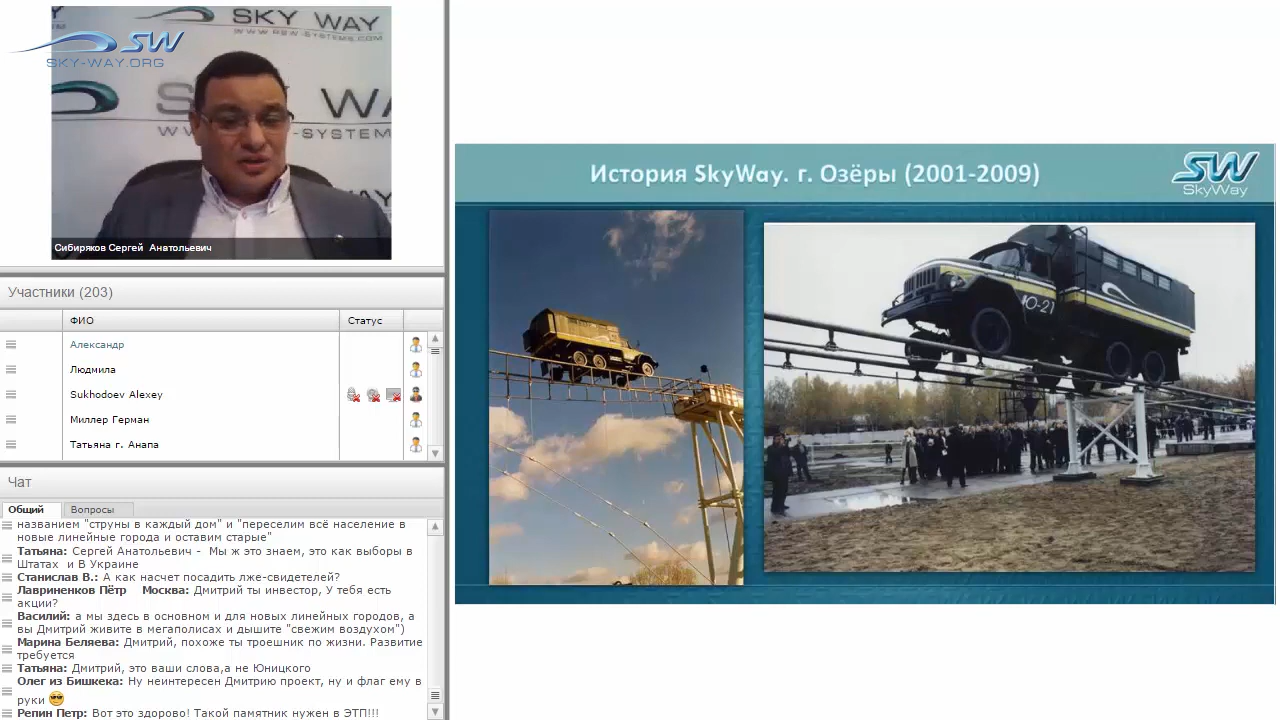 SKY WAY
WWW.RSW-SYSTEMS.COM
SW
SKY-WAY.ORG
Сибиряков Сергей Анатольевич
Участники (203)
ФИО Статус
Александр
Людмила
Sukhodoev Alexey
Миллер Герман
Татьяна г. Анапа
Чат
Общий Вопросы
названием "струны в каждый дом" и "переселим всё население в
новые линейные города и оставим старые"
Татьяна: Сергей Анатольевич - Мы ж это знаем, это как выборы в
Штатах и В Украине
Станислав В.: А как насчет посадить лже-свидетелей?
Лавриненков Пётр Москва: Дмитрий ты инвестор, У тебя есть
акции?
Василий: а мы здесь в основном и для новых линейных городов, а
вы Дмитрий живите в мегаполисах и дышите "свежим воздухом")
Марина Беляева: Дмитрий, похоже ты троешник по жизни. Развитие
требуется
Татьяна: Дмитрий, это ваши слова,а не Юницкого
Олег из Бишкека: Ну неинтересен Дмитрию проект, ну и флаг ему в
руки
Репин Петр: Вот это здорово! Такой памятник нужен в ЭТП!!!
История SkyWay. г. Озёры (2001-2009)
SW
SkyWay
Ю-21